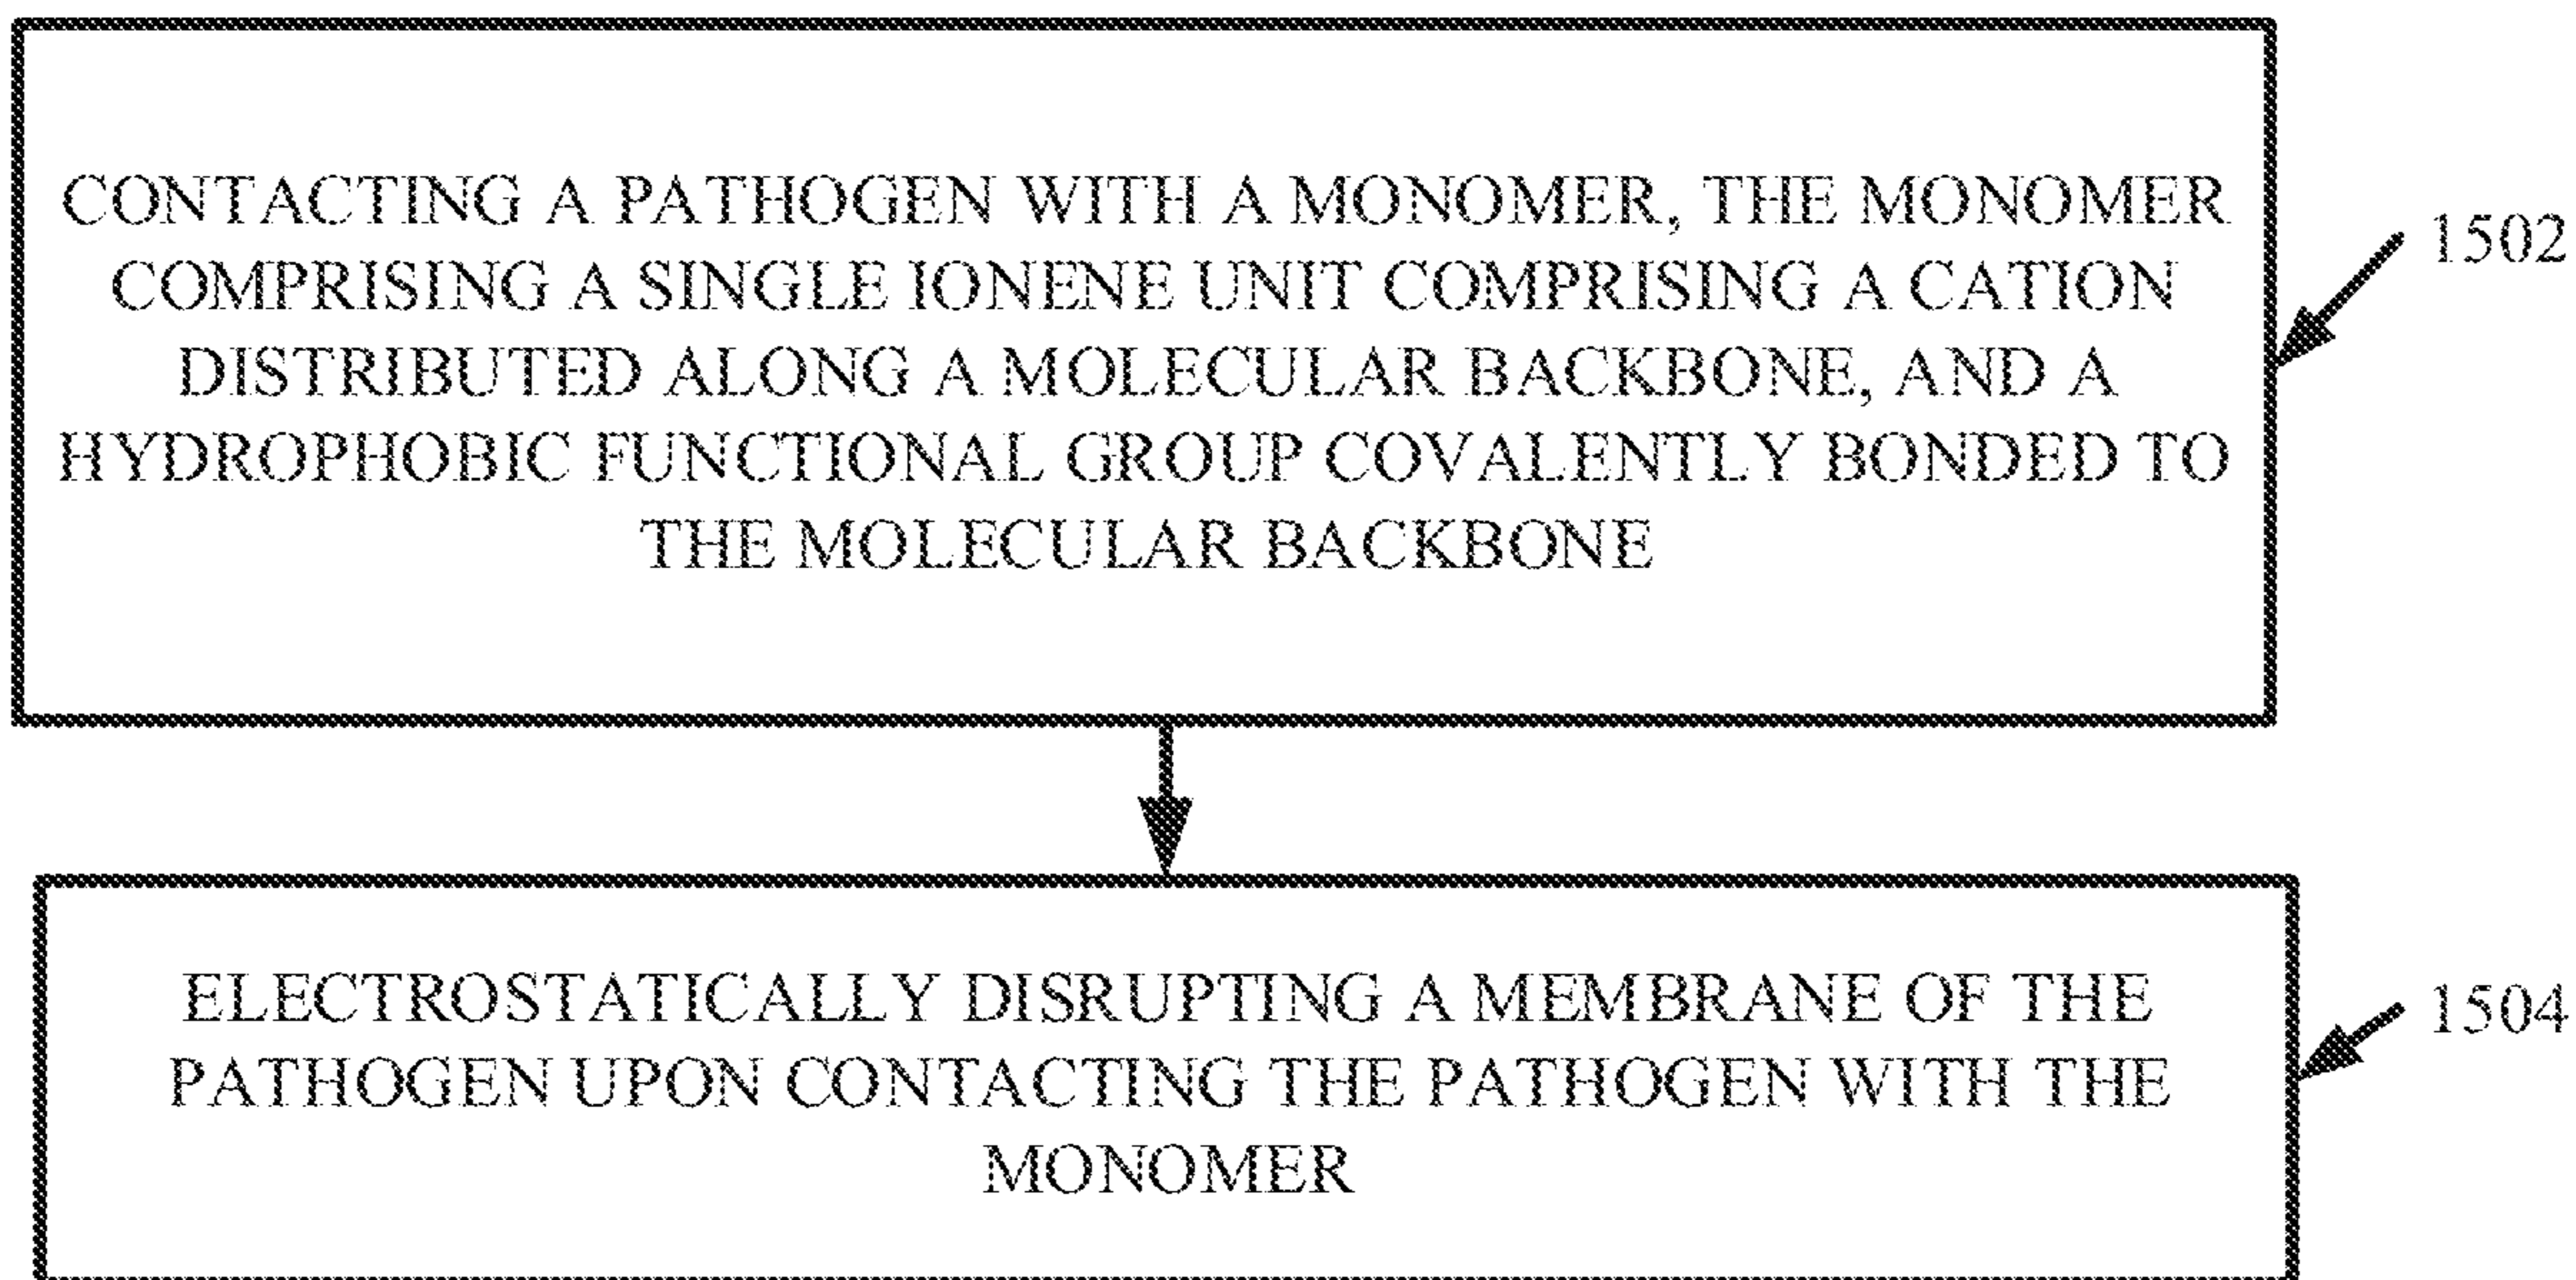 CONTACTING A PATHOGEN WITH A MONOMER, THE MONOMER
COMPRISING A SINGLE IONENE UNIT COMPRISING A CATION
DISTRIBUTED ALONG A MOLECULAR BACKBONE, AND A
HYDROPHOBIC FUNCTIONAL GROUP COVALENTLY BONDED TO
THE MOLECULAR BACKBONE
1502
ELECTROSTATICALLY DISRUPTING A MEMBRANE OF THE
PATHOGEN UPON CONTACTING THE PATHOGEN WITH THE
MONOMER
1504